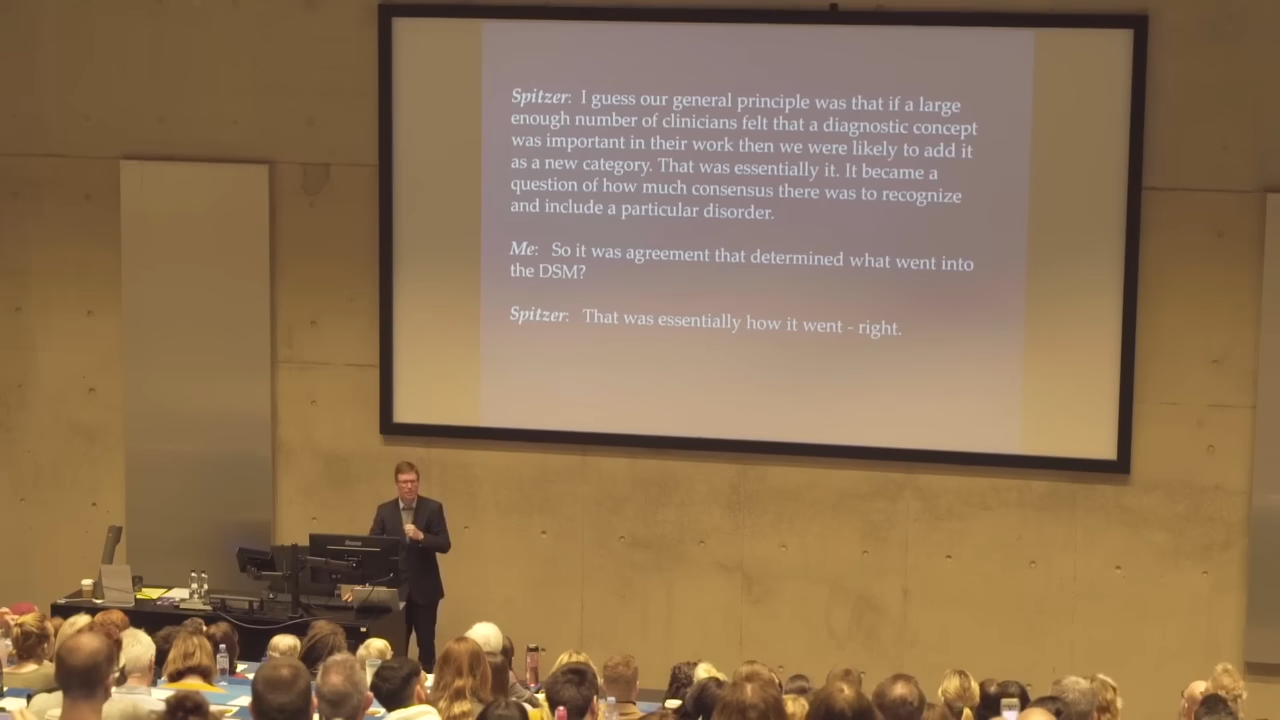 Spitzer: I guess our general principle was that if a large
enough number of clinicians felt that a diagnostic concept
was important in their work then we were likely to add it
as a new category. That was essentially it. It became a
question of how much consensus there was to recognize
and include a particular disorder.
Me: So it was agreement that determined what went into
the DSM?
Spitzer: That was essentially how it went - right.